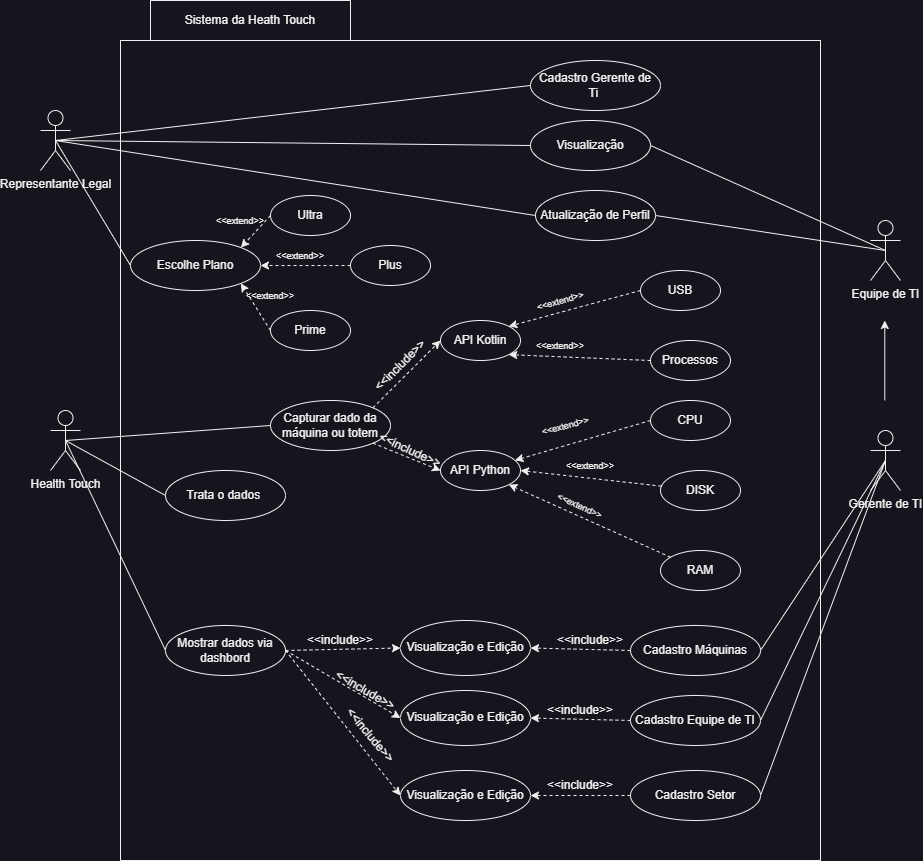 Sistema da Heath Touch
Cadastro Gerente de
Ti
Visualização
Representante Legal
Atualização de Perfil
Ultra
<<extend>>
Escolhe Plano
<<extend>>
Plus
<<extend>>
Prime
Equipe de TI
USB
<<extend>>
API Kotlin
<<extend>>
Processos
<<include>>
Capturar dado da
máquina ou totem
<<include>>
API Python
<<extend>>
CPU
<<extend>>
DISK
<<extend>>
RAM
Health Touch
Trata o dados
Gerente de TI
Mostrar dados via
dashbord
<<include>>
Visualização e Edição
<<include>>
Cadastro Máquinas
<<include>>
Visualização e Edição
<<include>>
Cadastro Equipe de TI
<<include>>
Visualização e Edição
<<include>>
Cadastro Setor